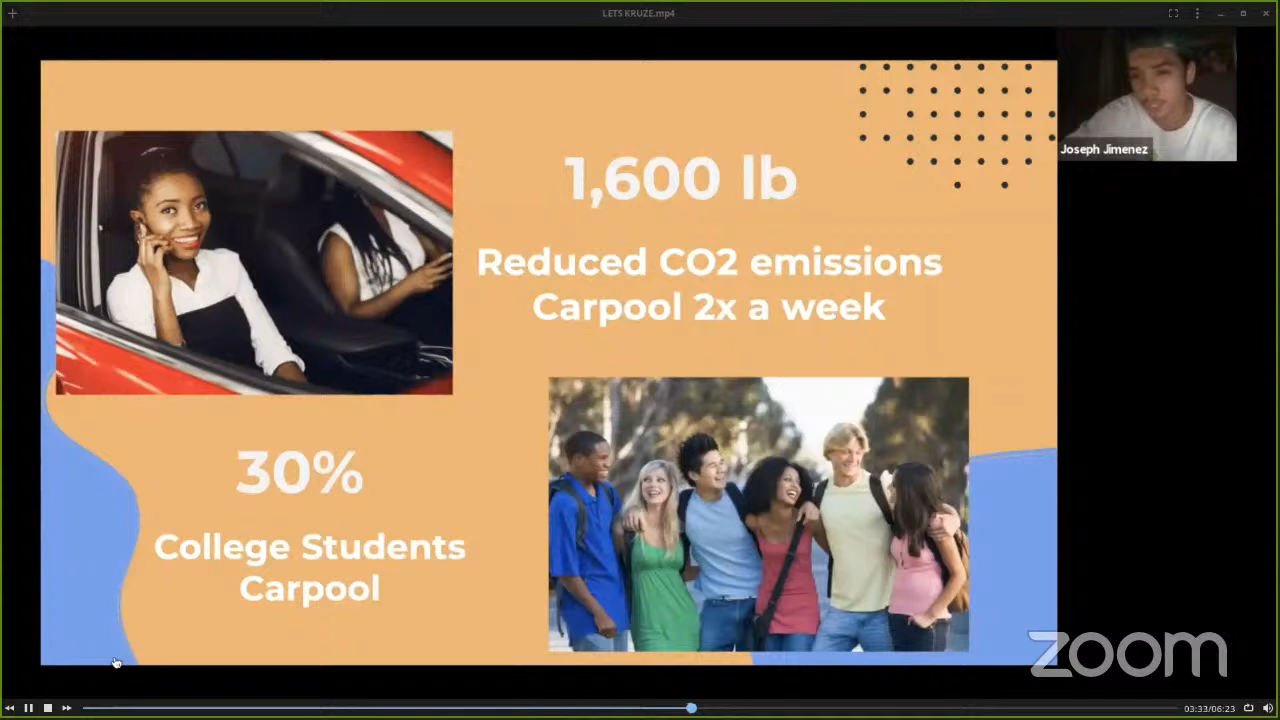 LETS KRUZE.mp4
1,600 lb
Reduced CO2 emissions
Carpool 2x a week
Joseph Jimenez
30%
College Students
Carpool
zoom
03:33/06:23